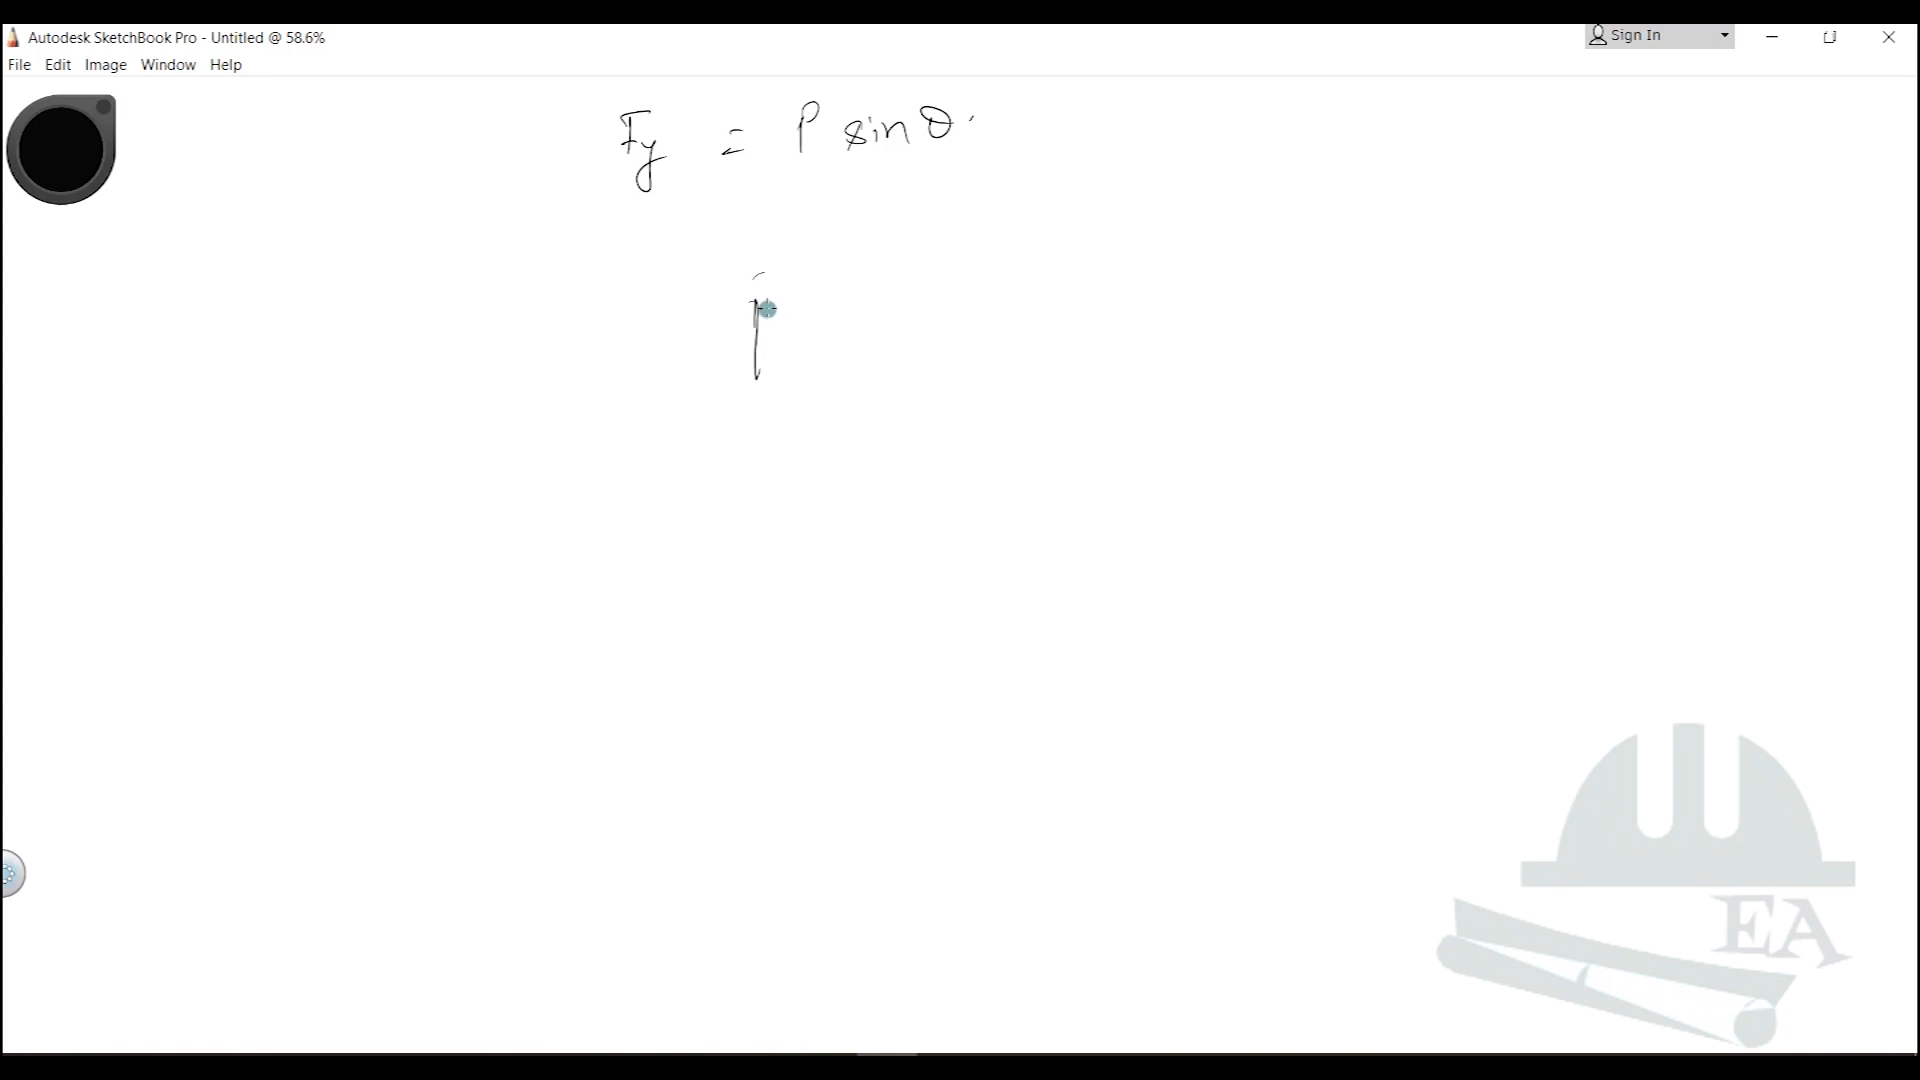 Autodesk SketchBook Pro - Untitled @ 58.6%
Sign In
File Edit Image Window Help
Fy = P sin θ.
EA